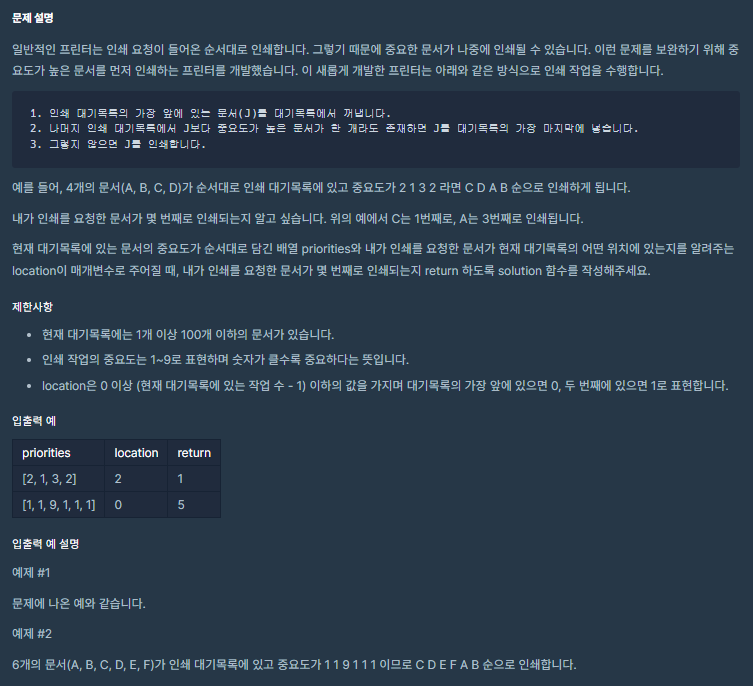 문제 설명
일반적인 프린터는 인쇄 요청이 들어온 순서대로 인쇄합니다. 그렇기 때문에 중요한 문서가 나중에 인쇄될 수 있습니다. 이런 문제를 보완하기 위해 중
요도가 높은 문서를 먼저 인쇄하는 프린터를 개발했습니다. 이 새롭게 개발한 프린터는 아래와 같은 방식으로 인쇄 작업을 수행합니다.
1. 인쇄 대기목록의 가장 앞에 있는 문서(J)를 대기목록에서 꺼냅니다.
2. 나머지 인쇄 대기목록에서 J보다 중요도가 높은 문서가 한 개라도 존재하면 J를 대기목록의 가장 마지막에 넣습니다.
3. 그렇지 않으면 J를 인쇄합니다.
예를 들어, 4개의 문서(A, B, C, D)가 순서대로 인쇄 대기목록에 있고 중요도가 2 1 3 2 라면 C D A B 순으로 인쇄하게 됩니다.
내가 인쇄를 요청한 문서가 몇 번째로 인쇄되는지 알고 싶습니다. 위의 예에서 C는 1번째로, A는 3번째로 인쇄됩니다.
현재 대기목록에 있는 문서의 중요도가 순서대로 담긴 배열 priorities와 내가 인쇄를 요청한 문서가 현재 대기목록의 어떤 위치에 있는지를 알려주는
location이 매개변수로 주어질 때, 내가 인쇄를 요청한 문서가 몇 번째로 인쇄되는지 return 하도록 solution 함수를 작성해주세요.
제한사항
• 현재 대기목록에는 1개 이상 100개 이하의 문서가 있습니다.
• 인쇄 작업의 중요도는 1~9로 표현하며 숫자가 클수록 중요하다는 뜻입니다.
• location은 0 이상 (현재 대기목록에 있는 작업 수 - 1) 이하의 값을 가지며 대기목록의 가장 앞에 있으면 0, 두 번째에 있으면 1로 표현합니다.
입출력 예
priorities location return
[2, 1, 3, 2] 2 1
[1, 1, 9, 1, 1, 1] 0 5
입출력 예 설명
예제 #1
문제에 나온 예와 같습니다.
예제 #2
6개의 문서(A, B, C, D, E, F)가 인쇄 대기목록에 있고 중요도가 1 1 9 1 1 1 이므로 C D E F A B 순으로 인쇄합니다.